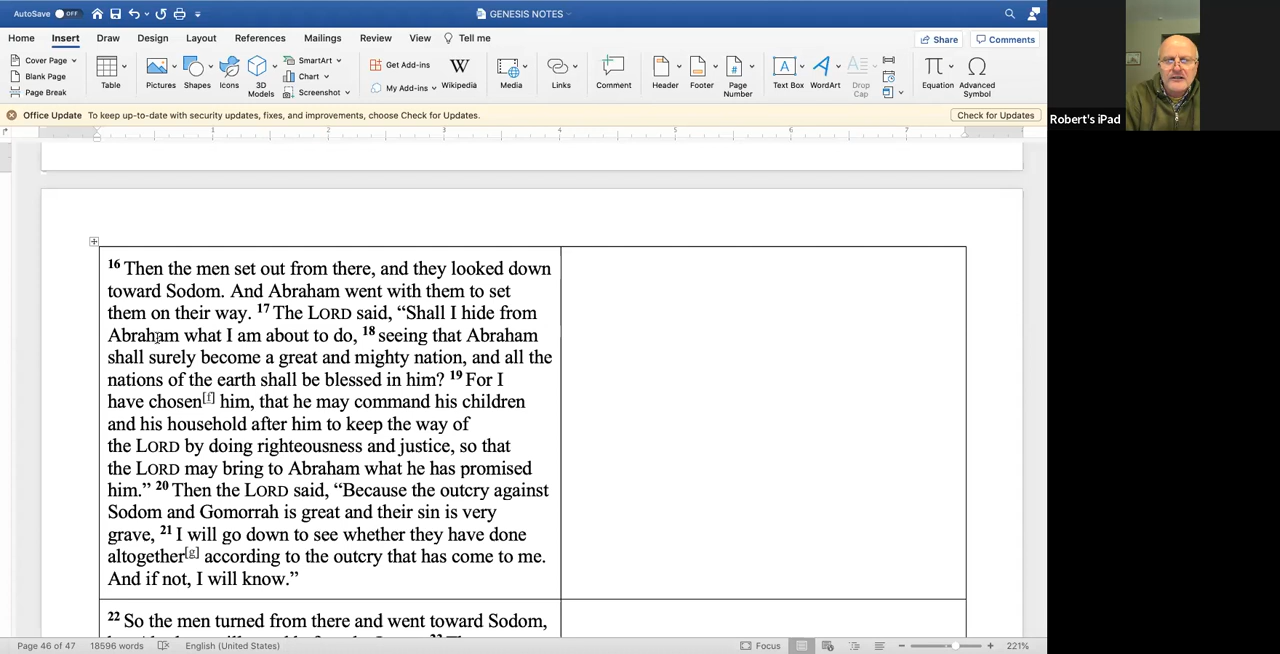 AutoSave OFF GENESIS NOTES
Home Insert Draw Design Layout References Mailings Review View Tell me Share Comments
Cover Page
Blank Page
Page Break
Table
Pictures
Shapes
Icons
3D
Models
SmartArt
Chart
Screenshot
Get Add-ins
My Add-ins
Wikipedia
Media
Links
Comment
Header
Footer
Page
Number
Text Box
WordArt
Drop
Cap
Equation
Advanced
Symbol
Office Update To keep up-to-date with security updates, fixes, and improvements, choose Check for Updates. Check for Updates
Robert's iPad
1 2 3 4 5 6 7
16 Then the men set out from there, and they looked down
toward Sodom. And Abraham went with them to set
them on their way. 17 The LORD said, “Shall I hide from
Abraham what I am about to do, 18 seeing that Abraham
shall surely become a great and mighty nation, and all the
nations of the earth shall be blessed in him? 19 For I
have chosen[f] him, that he may command his children
and his household after him to keep the way of
the LORD by doing righteousness and justice, so that
the LORD may bring to Abraham what he has promised
him.” 20 Then the LORD said, “Because the outcry against
Sodom and Gomorrah is great and their sin is very
grave, 21 I will go down to see whether they have done
altogether[g] according to the outcry that has come to me.
And if not, I will know.”
22 So the men turned from there and went toward Sodom,
Page 46 of 47 18596 words English (United States) Focus 221%